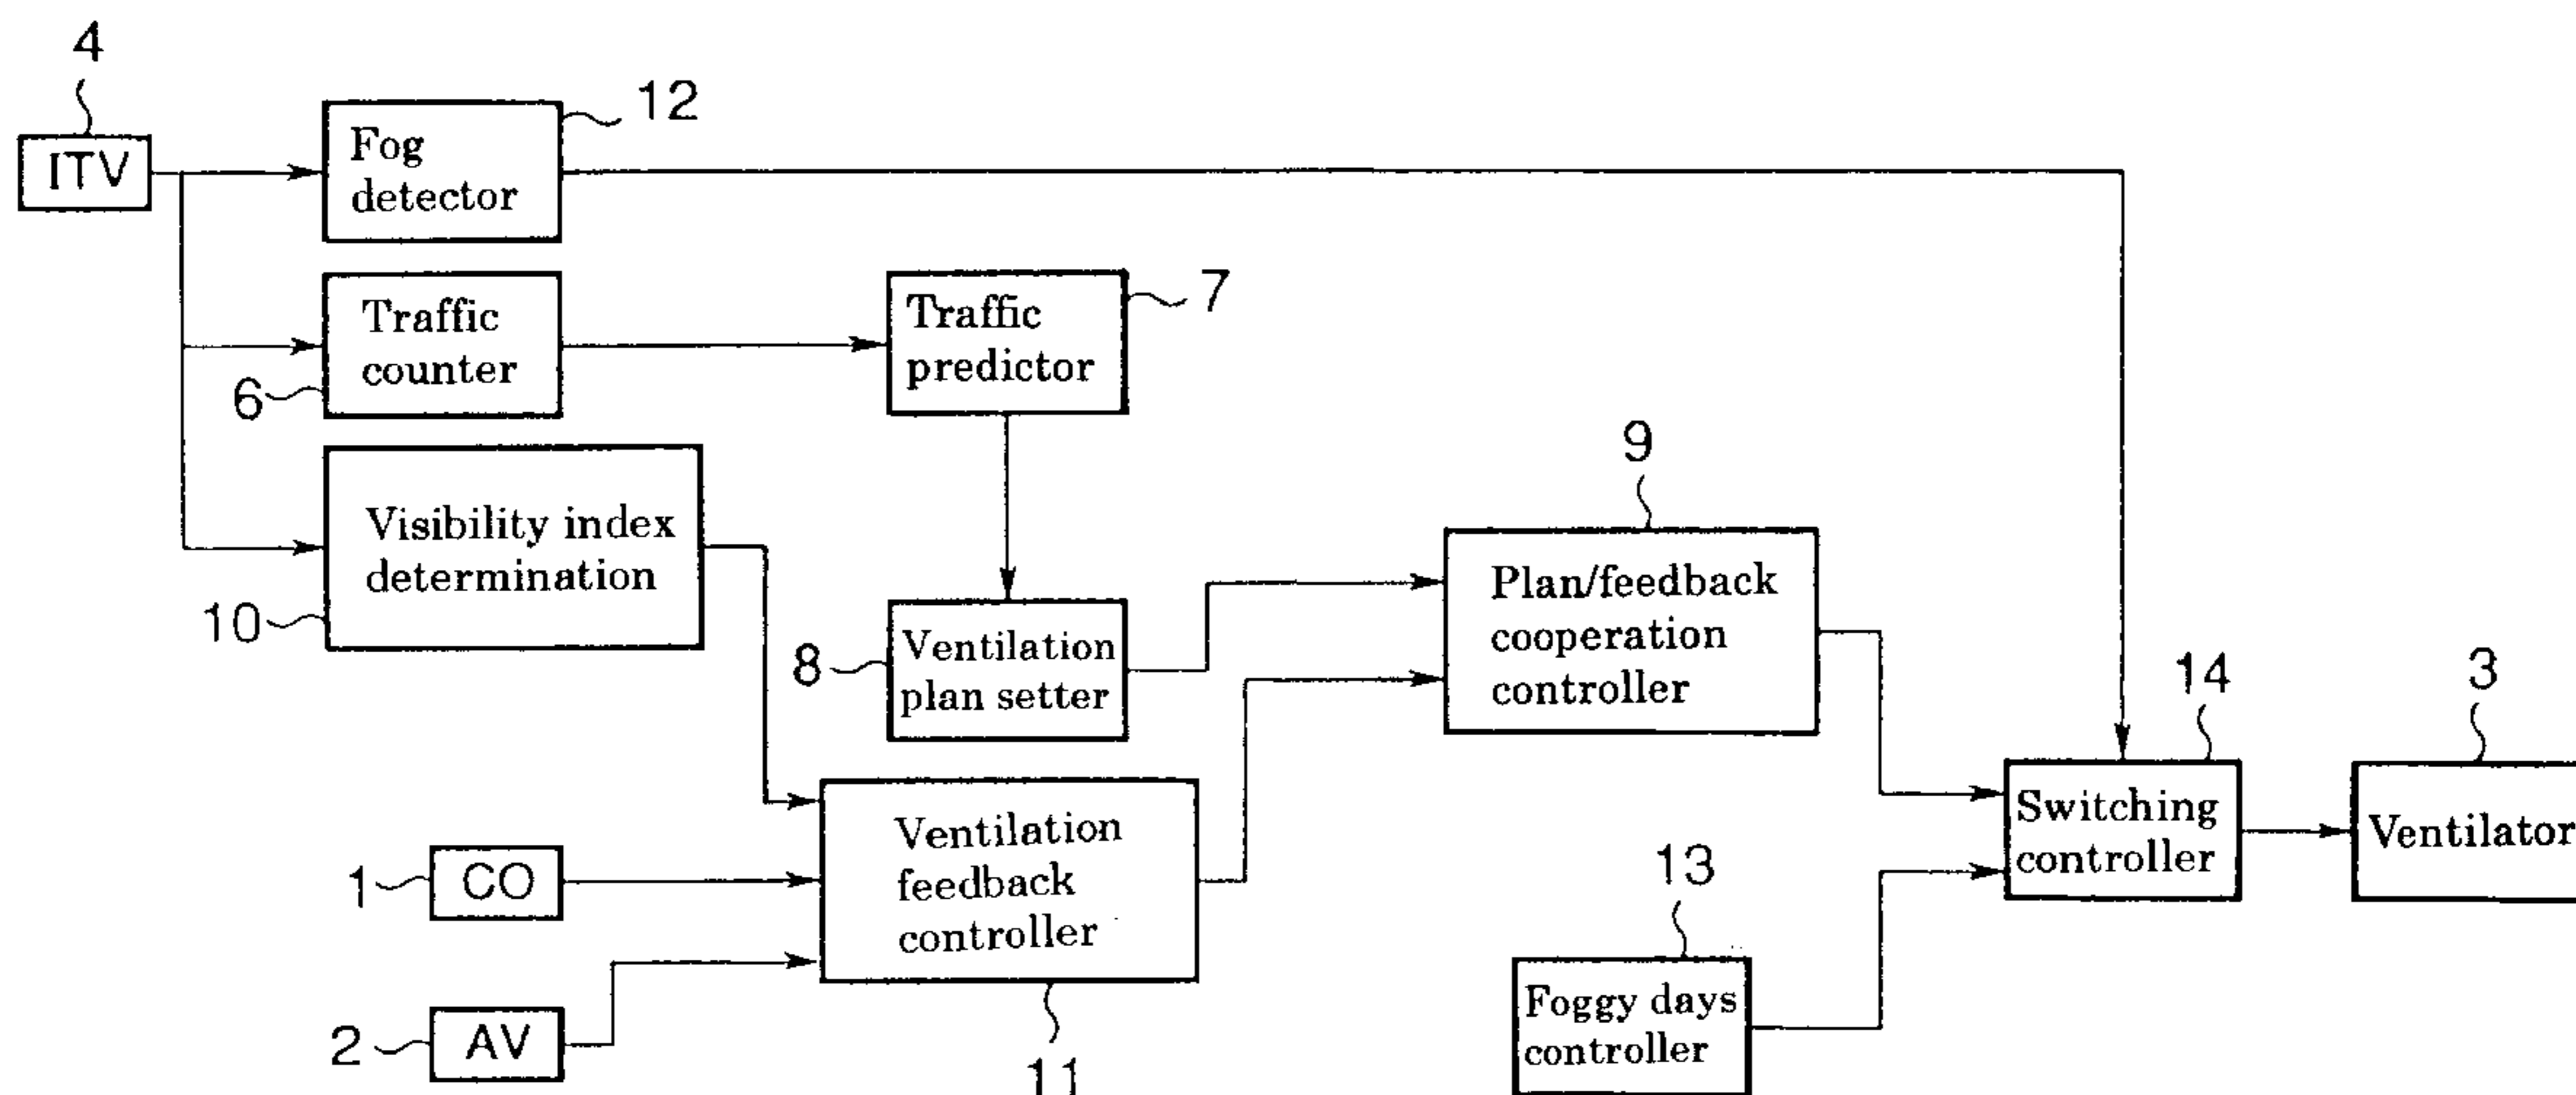 4
ITV
Fog
detector
12
Traffic
counter
6
Traffic
predictor
7
Visibility index
determination
10
Ventilation
plan setter
8
Plan/feedback
cooperation
controller
9
CO
1
AV
2
Ventilation
feedback
controller
11
Foggy days
controller
13
Switching
controller
14
Ventilator
3